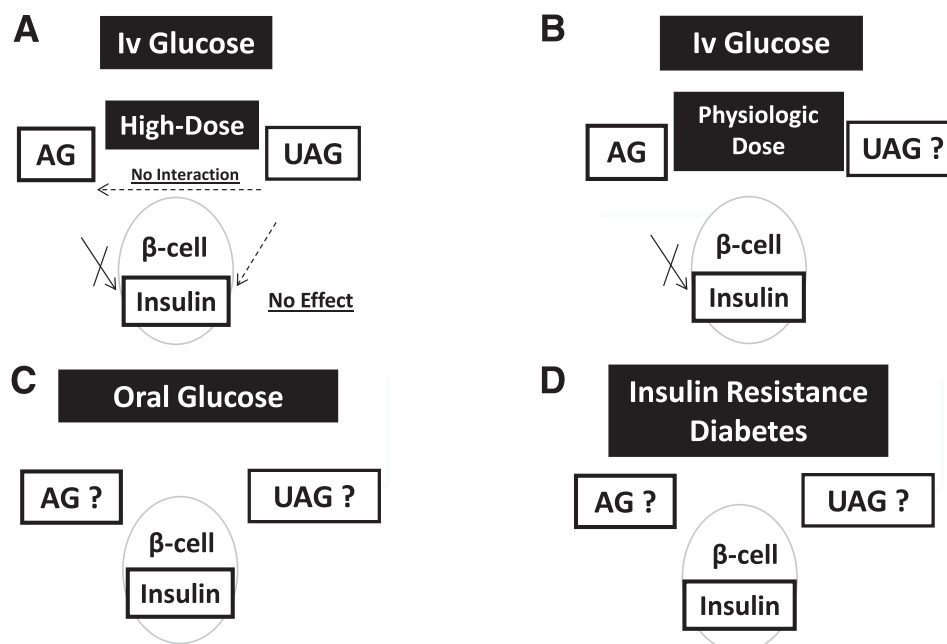 A
Iv Glucose
High-Dose
AG
UAG
No Interaction
β-cell
Insulin
No Effect
B
Iv Glucose
Physiologic
Dose
AG
UAG ?
β-cell
Insulin
C
Oral Glucose
AG ?
UAG ?
β-cell
Insulin
D
Insulin Resistance
Diabetes
AG ?
UAG ?
β-cell
Insulin